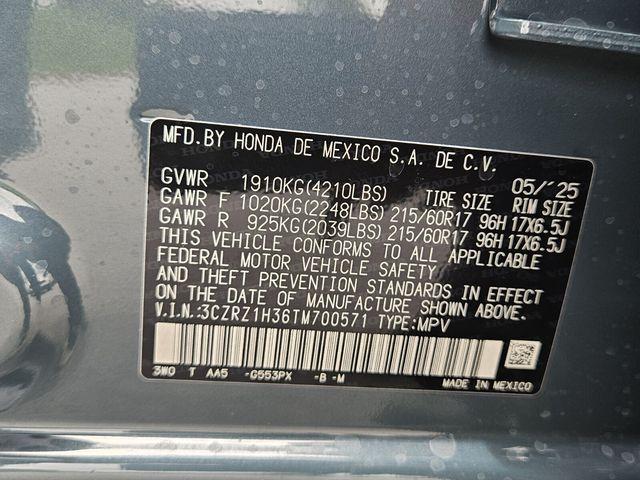 MFD.BY HONDA DE MEXICO S.A. DE C.V.
05/'25
GVWR 1910KG(4210LBS) TIRE SIZE RIM SIZE
GAWR F 1020KG(2248LBS) 215/60R17 96H 17X6.5J
GAWR R 925KG(2039LBS) 215/60R17 96H 17X6.5J
THIS VEHICLE CONFORMS TO ALL APPLICABLE
FEDERAL MOTOR VEHICLE SAFETY
AND THEFT PREVENTION STANDARDS IN EFFECT
ON THE DATE OF MANUFACTURE SHOWN ABOVE.
V.I.N.:3CZRZ1H36TM700571 TYPE:MPV
3W0 T AA5 -G553PX -B -M
MADE IN MEXICO